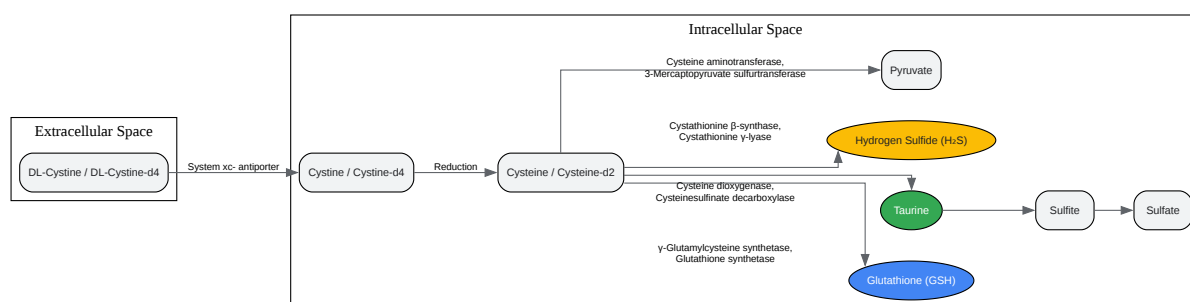 Intracellular Space
Cysteine aminotransferase,
3-Mercaptopyruvate sulfurtransferase
Pyruvate
Extracellular Space
Cystathionine β-synthase,
Cystathionine γ-lyase
Hydrogen Sulfide (H₂S)
DL-Cystine / DL-Cystine-d4
System xc- antiporter
Cystine / Cystine-d4
Reduction
Cysteine / Cysteine-d2
Cysteine dioxygenase,
Cysteinesulfinate decarboxylase
Taurine
Sulfite
Sulfate
γ-Glutamylcysteine synthetase,
Glutathione synthetase
Glutathione (GSH)